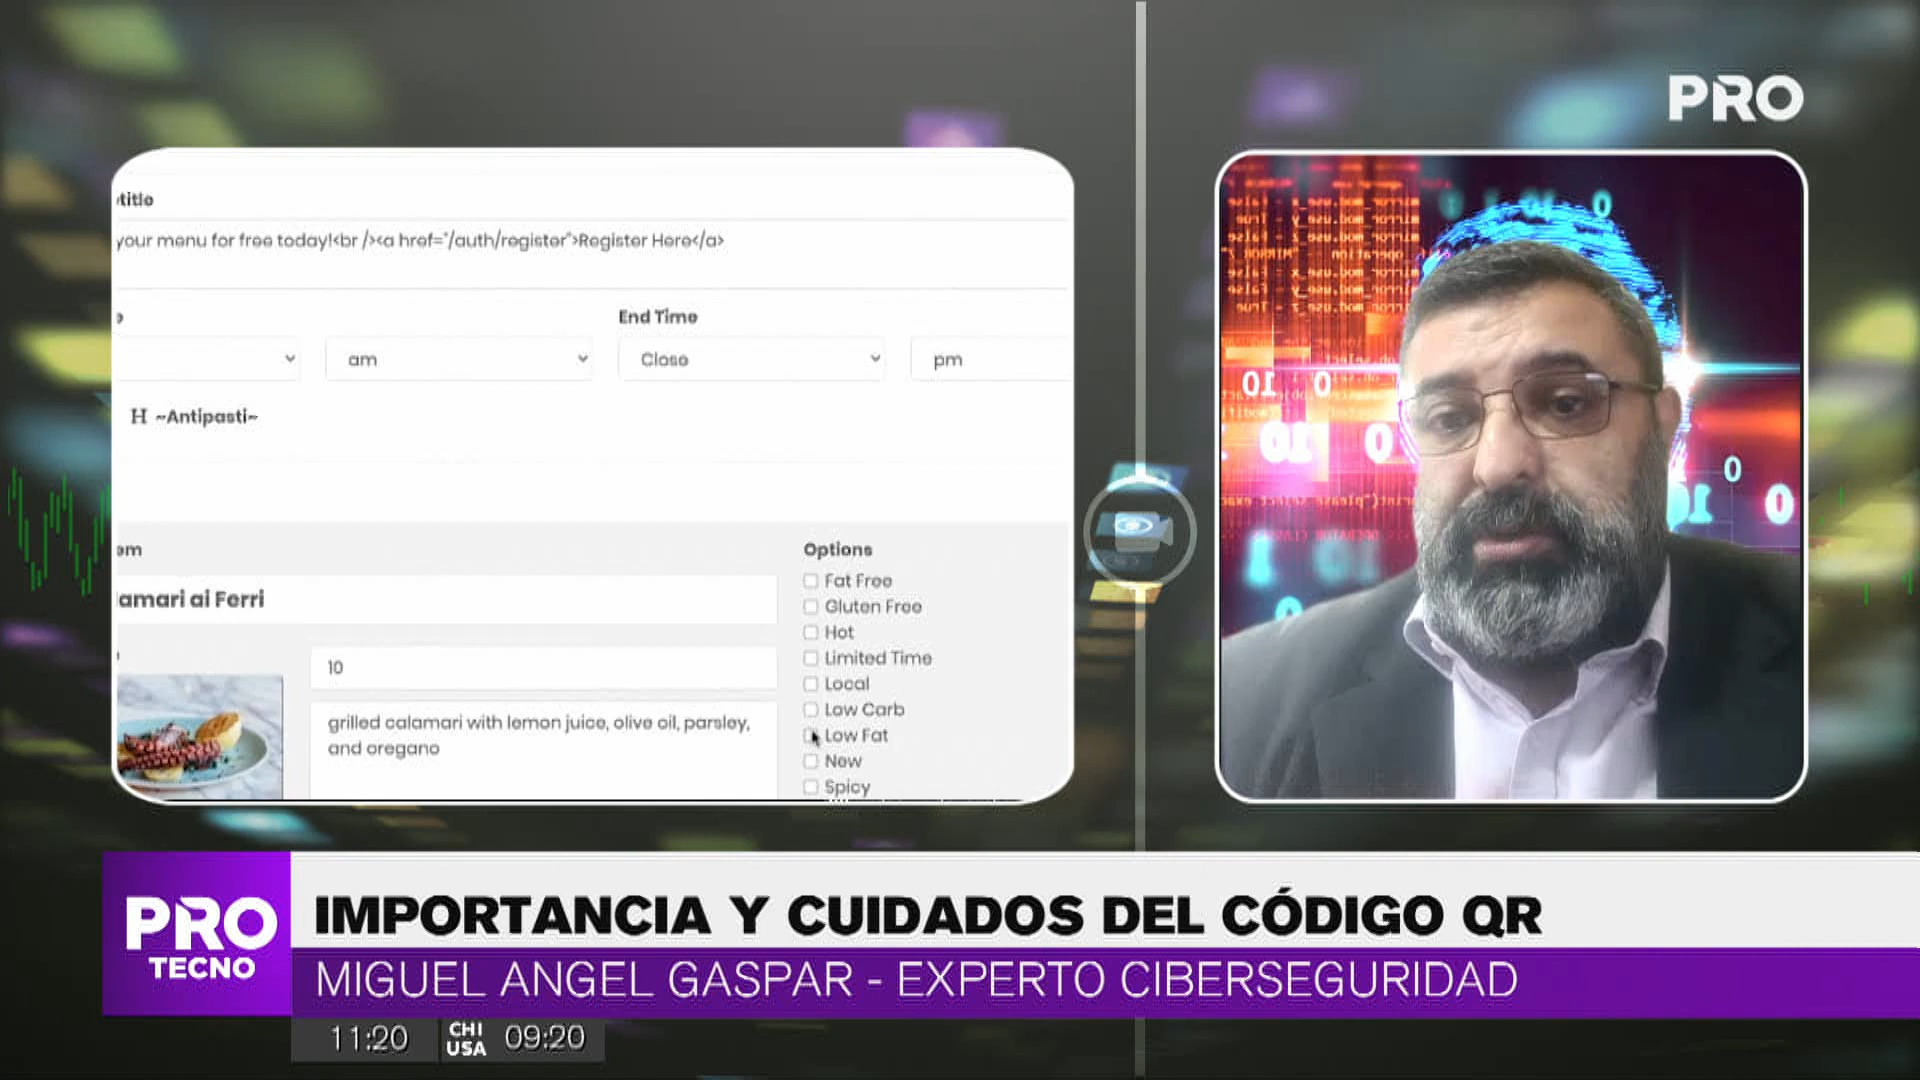 PRO
title
your menu for free today!<br /><a href="/auth/register">Register Here</a>
End Time
am
Close
pm
H ~Antipasti~
em
amari ai Ferri
Options
Fat Free
Gluten Free
Hot
Limited Time
Local
Low Carb
Low Fat
New
Spicy
10
grilled calamari with lemon juice, olive oil, parsley,
and oregano
PRO
TECNO
IMPORTANCIA Y CUIDADOS DEL CÓDIGO QR
MIGUEL ANGEL GASPAR - EXPERTO CIBERSEGURIDAD
11:20 CHI
USA 09:20